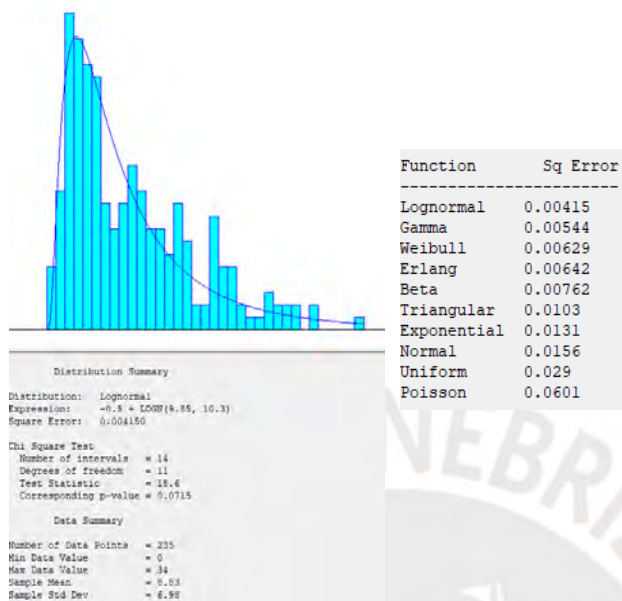 Function Sq Error
-----------------------
Lognormal 0.00415
Gamma 0.00544
Weibull 0.00629
Erlang 0.00642
Beta 0.00762
Triangular 0.0103
Exponential 0.0131
Normal 0.0156
Uniform 0.029
Poisson 0.0601
Distribution Summary
Distribution: Lognormal
Expression: -0.5 + LOGN(9.85, 10.3)
Square Error: 0.004150
Chi Square Test
Number of intervals = 14
Degrees of freedom = 11
Test Statistic = 18.6
Corresponding p-value = 0.0715
Data Summary
Number of Data Points = 235
Min Data Value = 0
Max Data Value = 34
Sample Mean = 8.83
Sample Std Dev = 6.98
NEBRIS